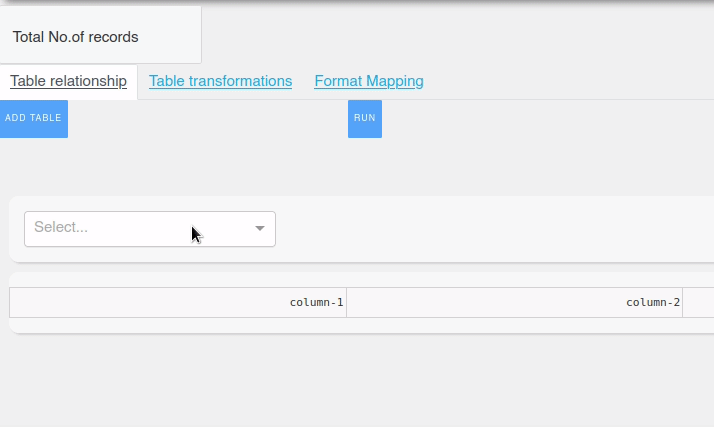 Total No.of records
Table relationship Table transformations Format Mapping
ADD TABLE RUN
Select...
column-1 column-2